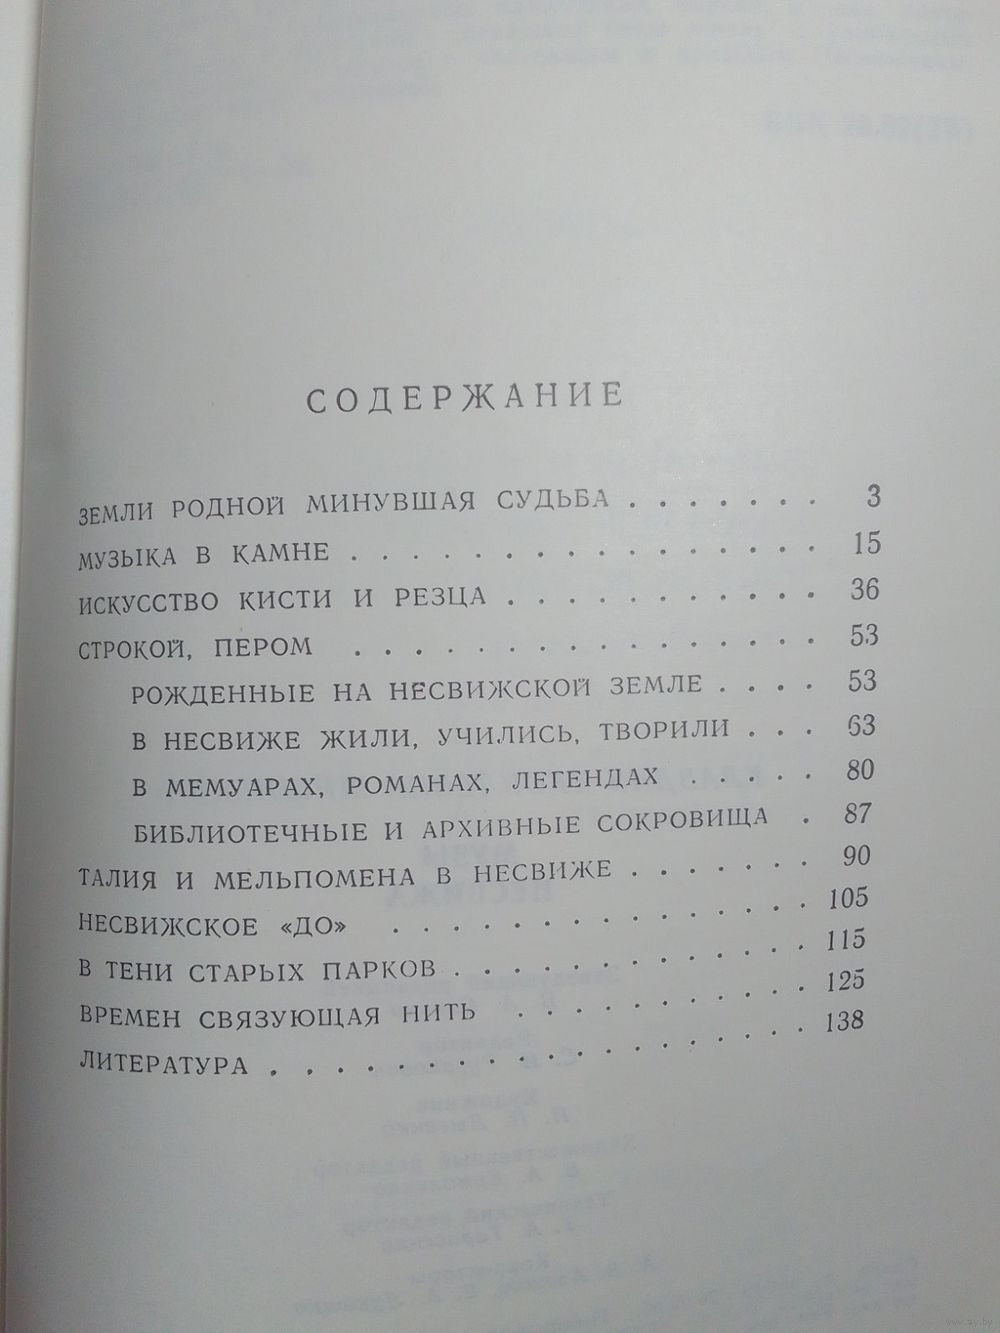 СОДЕРЖАНИЕ
ЗЕМЛИ РОДНОЙ МИНУВШАЯ СУДЬБА . . . . . . . 3
МУЗЫКА В КАМНЕ . . . . . . . . . . . . . . . . 15
ИСКУССТВО КИСТИ И РЕЗЦА . . . . . . . . . . . 36
СТРОКОЙ, ПЕРОМ . . . . . . . . . . . . . . . . 53
РОЖДЕННЫЕ НА НЕСВИЖСКОЙ ЗЕМЛЕ . . . . 53
В НЕСВИЖЕ ЖИЛИ, УЧИЛИСЬ, ТВОРИЛИ . . . 63
В МЕМУАРАХ, РОМАНАХ, ЛЕГЕНДАХ . . . . . 80
БИБЛИОТЕЧНЫЕ И АРХИВНЫЕ СОКРОВИЩА . 87
ТАЛИЯ И МЕЛЬПОМЕНА В НЕСВИЖЕ . . . . . . 90
НЕСВИЖСКОЕ «ДО» . . . . . . . . . . . . . . 105
В ТЕНИ СТАРЫХ ПАРКОВ . . . . . . . . . . . . 115
ВРЕМЕН СВЯЗУЮЩАЯ НИТЬ . . . . . . . . . . 125
ЛИТЕРАТУРА . . . . . . . . . . . . . . . . . . 138